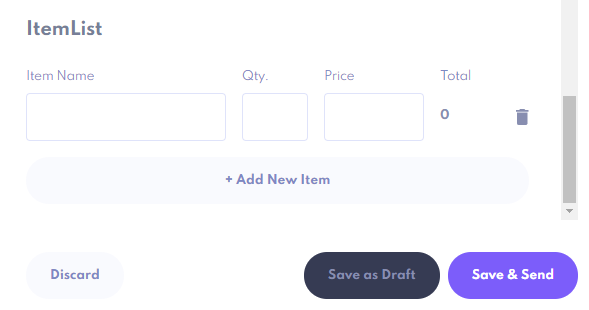 ItemList
Item Name Qty. Price Total
0
+ Add New Item
Discard Save as Draft Save & Send